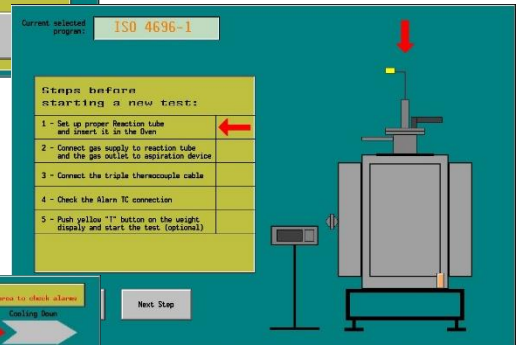 Current selected
program:
ISO 4696-1
Steps before
starting a new test:
1 - Set up proper Reaction tube
and insert it in the Oven
2 - Connect gas supply to reaction tube
and the gas outlet to aspiration device
3 - Connect the triple thermocouple cable
4 - Check the Alarm TC connection
5 - Push yellow "T" button on the weight
dispaly and start the test (optional)
area to check alarms
Cooling Down
Next Step